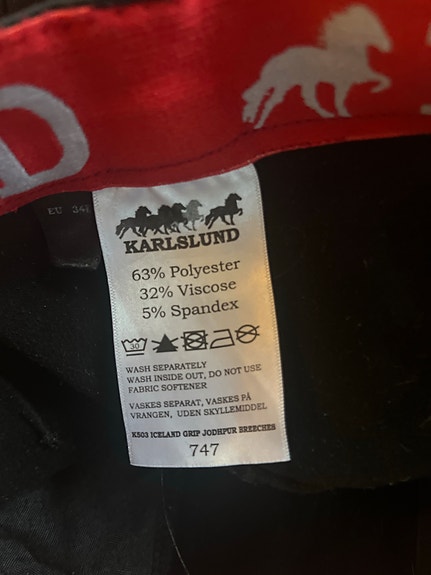 D
EU 34
KARLSLUND
63% Polyester
32% Viscose
5% Spandex
30
WASH SEPARATELY
WASH INSIDE OUT, DO NOT USE
FABRIC SOFTENER
VASKES SEPARAT, VASKES PÅ
VRANGEN, UDEN SKYLLEMIDDEL
KS03 ICELAND GRIP JODHPUR BREECHES
747